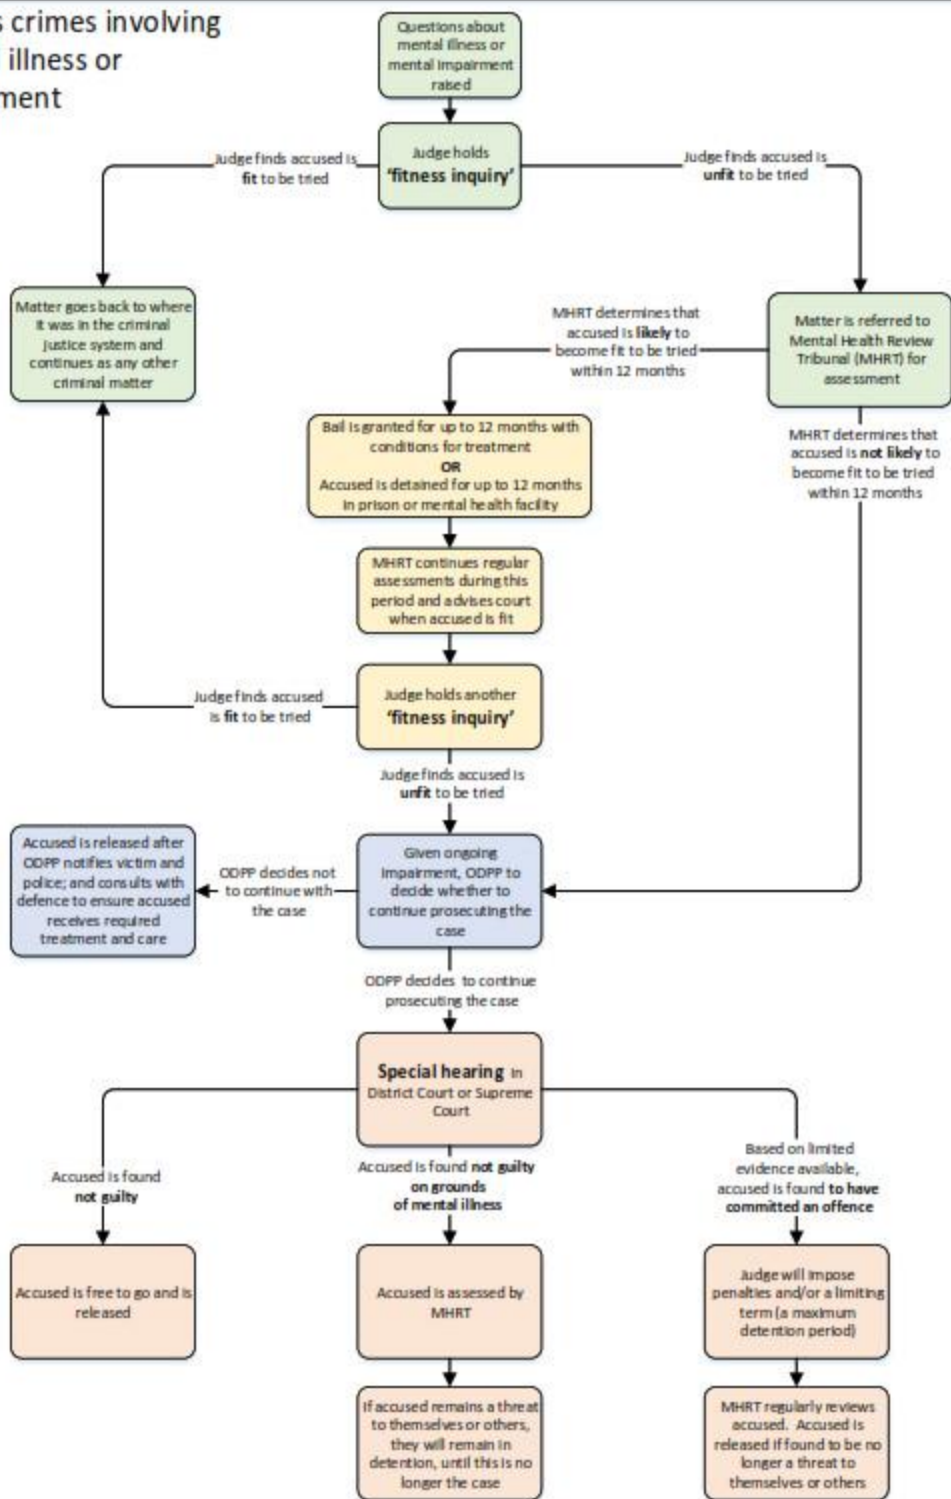 s crimes involving
illness or
ment
Questions about
mental illness or
mental impairment
raised
Judge holds
‘fitness inquiry’
Judge finds accused is
fit to be tried
Judge finds accused is
unfit to be tried
Matter goes back to where
it was in the criminal
justice system and
continues as any other
criminal matter
MHRT determines that
accused is likely to
become fit to be tried
within 12 months
Matter is referred to
Mental Health Review
Tribunal (MHRT) for
assessment
Bail is granted for up to 12 months with
conditions for treatment
OR
Accused is detained for up to 12 months
in prison or mental health facility
MHRT determines that
accused is not likely to
become fit to be tried
within 12 months
MHRT continues regular
assessments during this
period and advises court
when accused is fit
Judge holds another
‘fitness inquiry’
Judge finds accused
is fit to be tried
Judge finds accused is
unfit to be tried
Accused is released after
ODPP notifies victim and
police; and consults with
defence to ensure accused
receives required
treatment and care
ODPP decides not
to continue with
the case
Given ongoing
impairment, ODPP to
decide whether to
continue prosecuting the
case
ODPP decides to continue
prosecuting the case
Special hearing in
District Court or Supreme
Court
Accused is found
not guilty
Accused is found not guilty
on grounds
of mental illness
Based on limited
evidence available,
accused is found to have
committed an offence
Accused is free to go and is
released
Accused is assessed by
MHRT
Judge will impose
penalties and/or a limiting
term (a maximum
detention period)
If accused remains a threat
to themselves or others,
they will remain in
detention, until this is no
longer the case
MHRT regularly reviews
accused. Accused is
released if found to be no
longer a threat to
themselves or others